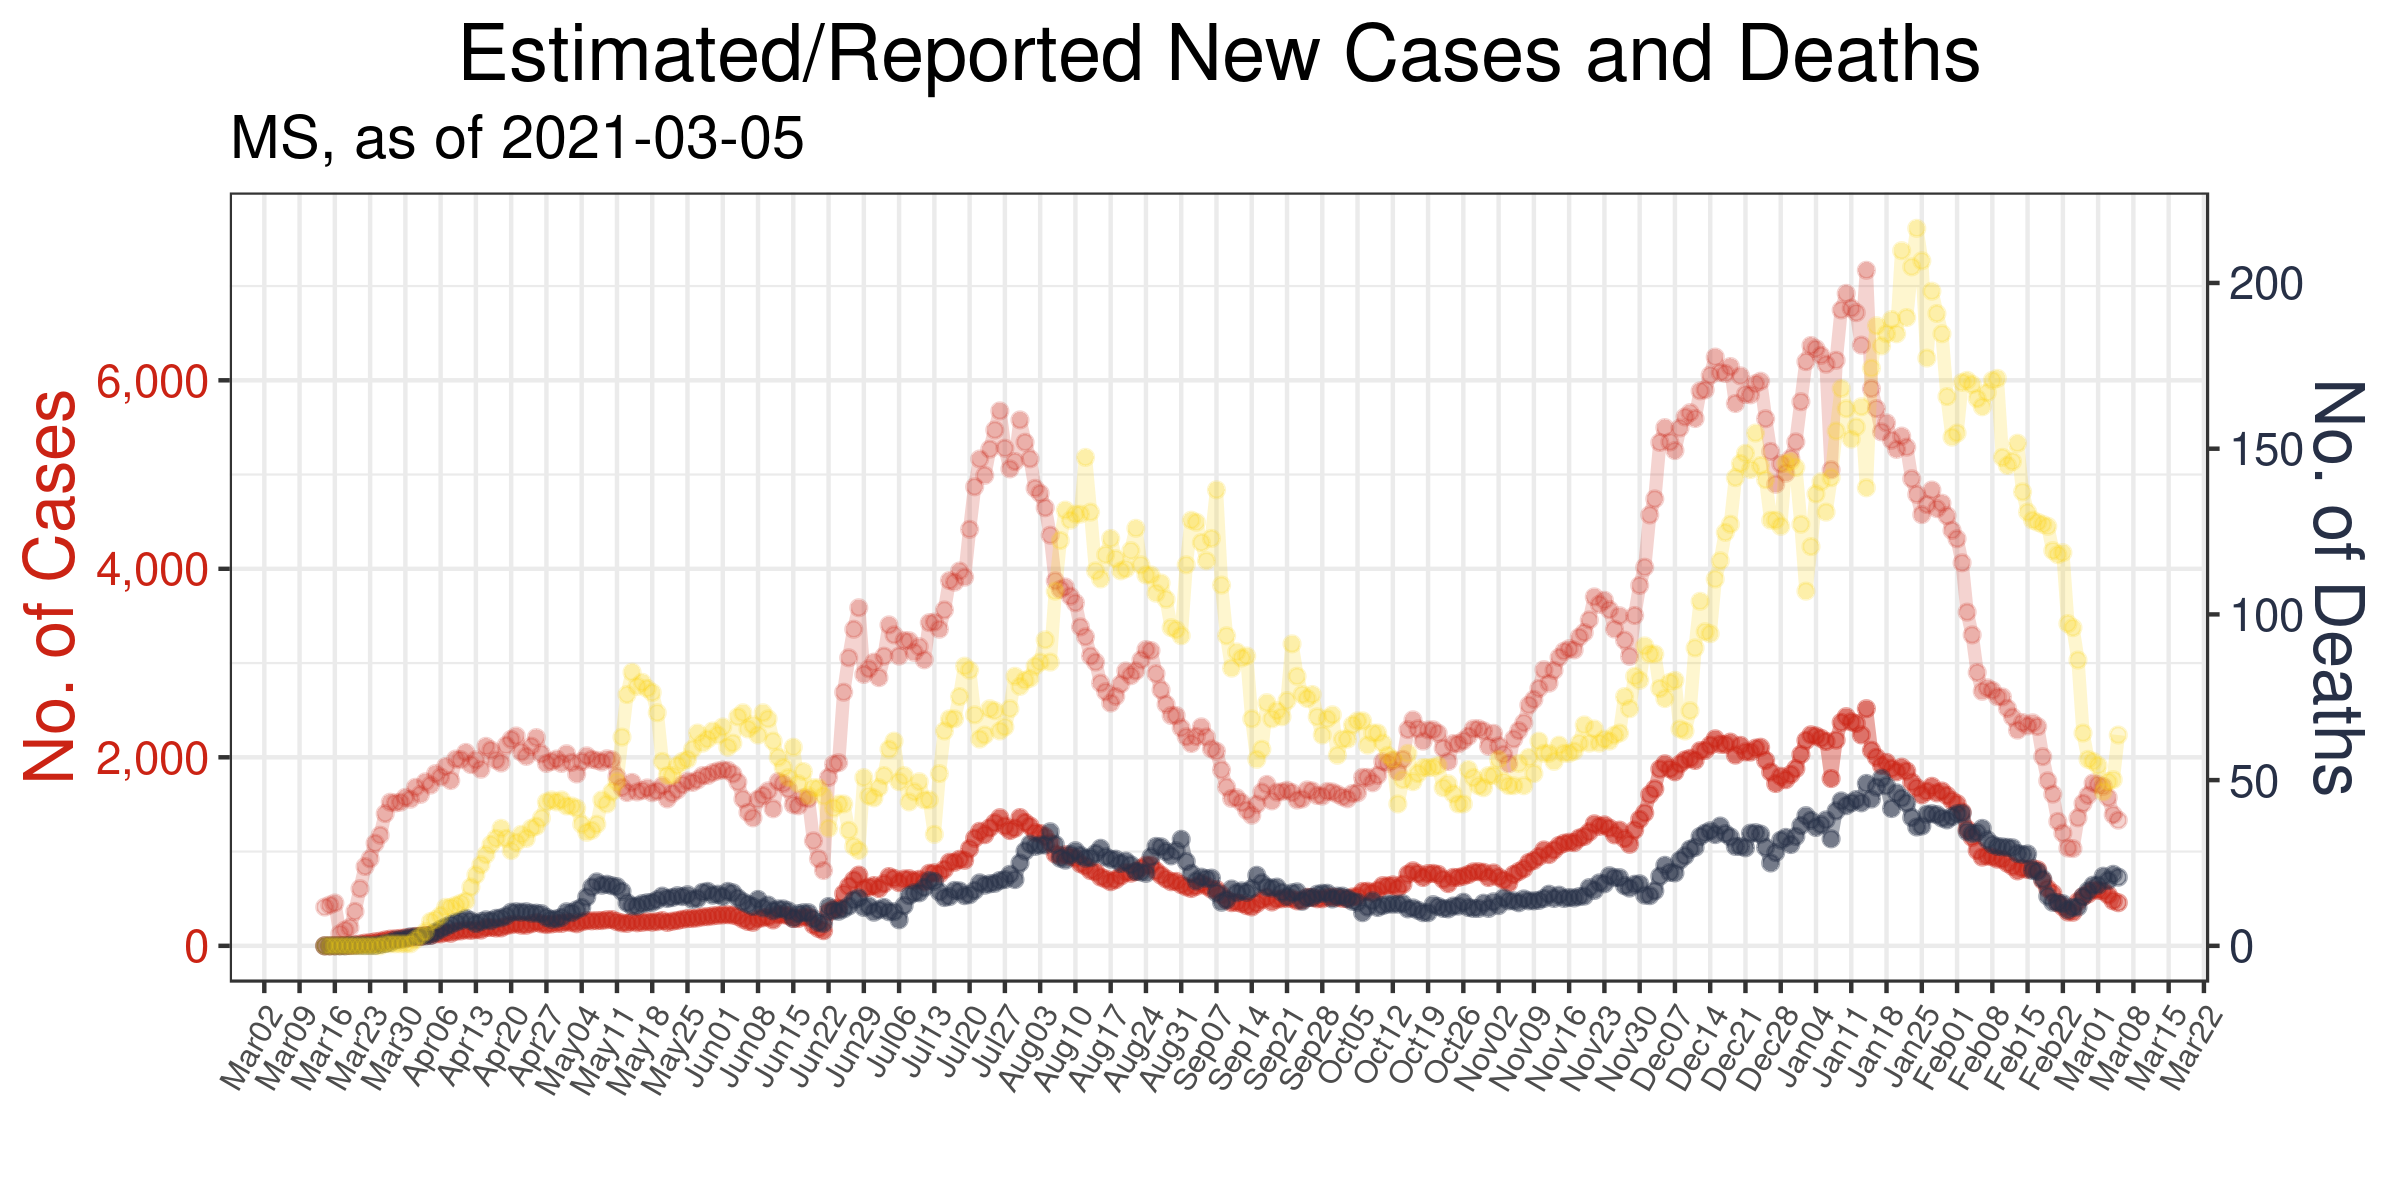 Estimated/Reported New Cases and Deaths
MS, as of 2021-03-05
No. of Cases
6,000
4,000
2,000
0
200
150
100
50
0
No. of Deaths
Mar02
Mar09
Mar16
Mar23
Mar30
Apr06
Apr13
Apr20
Apr27
May04
May11
May18
May25
Jun01
Jun08
Jun15
Jun22
Jun29
Jul06
Jul13
Jul20
Jul27
Aug03
Aug10
Aug17
Aug24
Aug31
Sep07
Sep14
Sep21
Sep28
Oct05
Oct12
Oct19
Oct26
Nov02
Nov09
Nov16
Nov23
Nov30
Dec07
Dec14
Dec21
Dec28
Jan04
Jan11
Jan18
Jan25
Feb01
Feb08
Feb15
Feb22
Mar01
Mar08
Mar15
Mar22